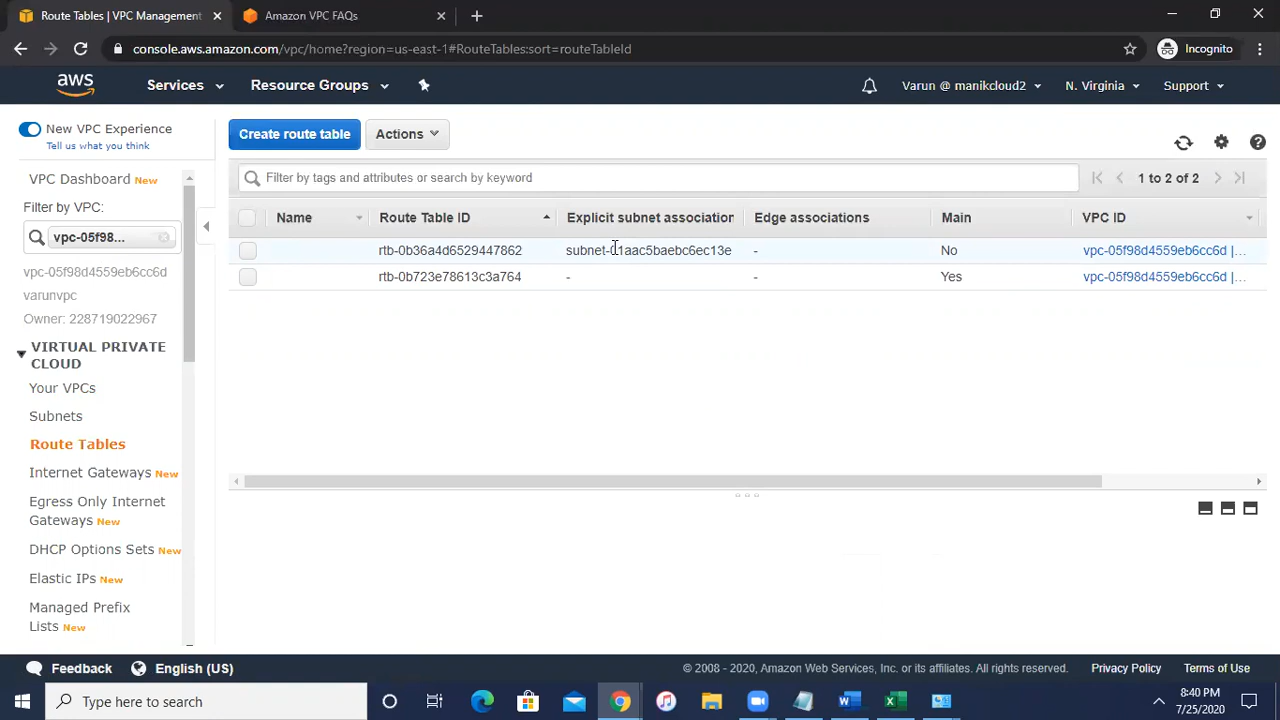 Route Tables | VPC Management
Amazon VPC FAQs
console.aws.amazon.com/vpc/home?region=us-east-1#RouteTables:sort=routeTableId
Incognito
aws
Services
Resource Groups
Varun @ manikcloud2
N. Virginia
Support
New VPC Experience
Tell us what you think
VPC Dashboard New
Filter by VPC:
vpc-05f98...
vpc-05f98d4559eb6cc6d
varunvpc
Owner: 228719022967
VIRTUAL PRIVATE
CLOUD
Your VPCs
Subnets
Route Tables
Internet Gateways New
Egress Only Internet
Gateways New
DHCP Options Sets New
Elastic IPs New
Managed Prefix
Lists New
Create route table
Actions
Filter by tags and attributes or search by keyword
1 to 2 of 2
Name Route Table ID Explicit subnet association Edge associations Main VPC ID
rtb-0b36a4d6529447862 - No vpc-05f98d4559eb6cc6d |...
rtb-0b723e78613c3a764 - - Yes vpc-05f98d4559eb6cc6d |...
Feedback
English (US)
© 2008 - 2020, Amazon Web Services, Inc. or its affiliates. All rights reserved.
Privacy Policy
Terms of Use
Type here to search
8:40 PM
7/25/2020